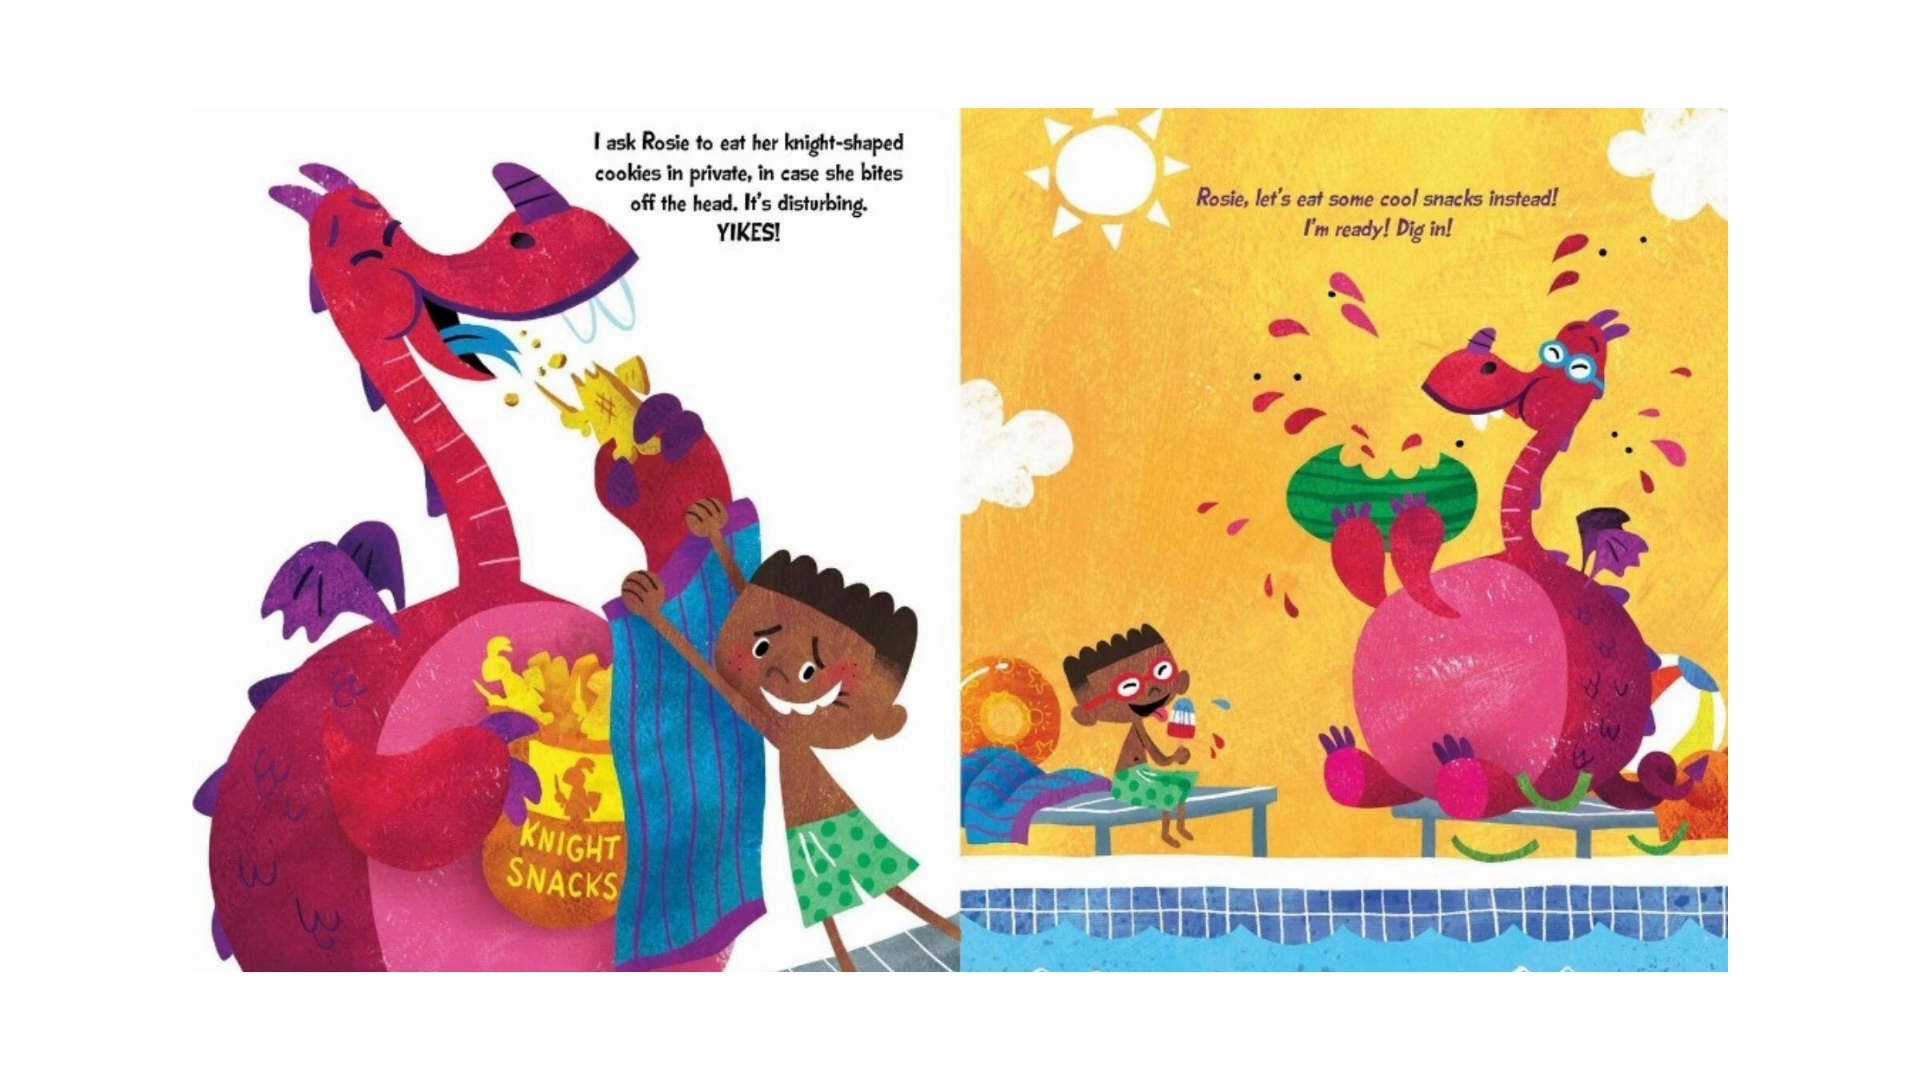 I ask Rosie to eat her knight-shaped
cookies in private, in case she bites
off the head. It's disturbing.
YIKES!
KNIGHT
SNACKS
Rosie, let's eat some cool snacks instead!
I'm ready! Dig in!